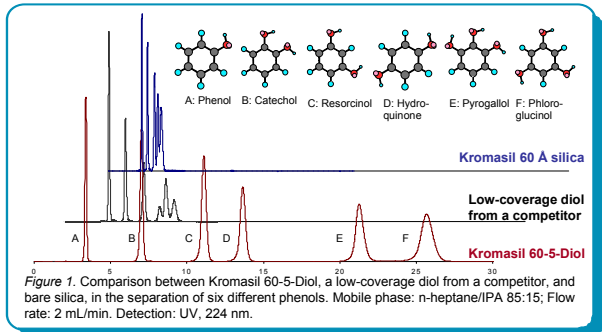 A: Phenol B: Catechol C: Resorcinol D: Hydro-
quinone E: Pyrogallol F: Phloro-
glucinol
Kromasil 60 Å silica
Low-coverage diol
from a competitor
A B C D E F
Kromasil 60-5-Diol
0 5 10 15 20 25 30
Figure 1. Comparison between Kromasil 60-5-Diol, a low-coverage diol from a competitor, and
bare silica, in the separation of six different phenols. Mobile phase: n-heptane/IPA 85:15; Flow
rate: 2 mL/min. Detection: UV, 224 nm.